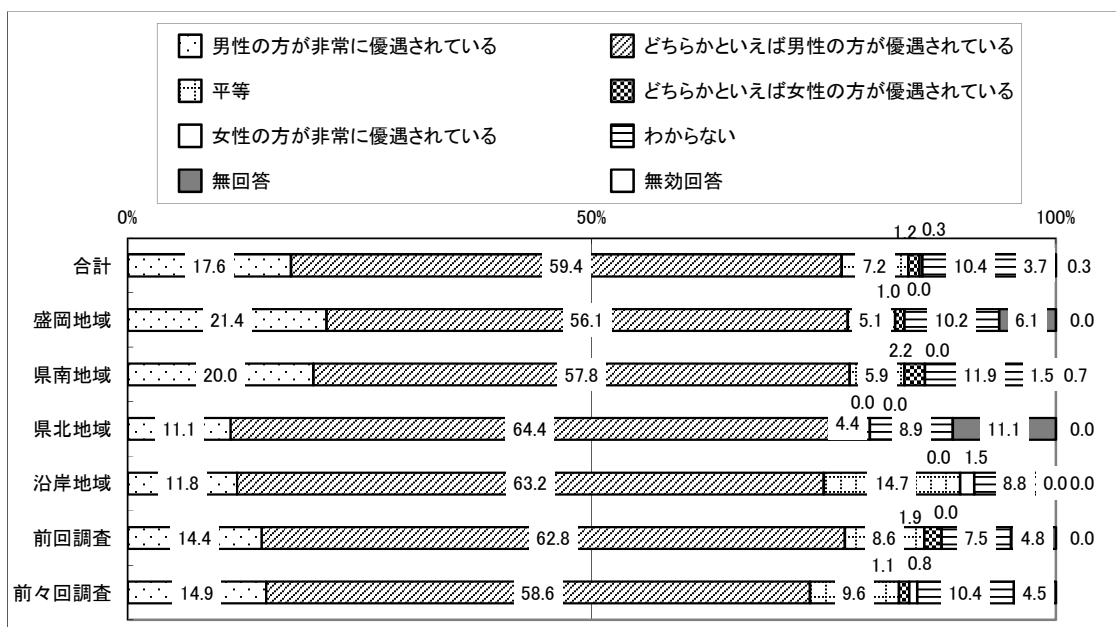 男性の方が非常に優遇されている どちらかといえば男性の方が優遇されている
平等 どちらかといえば女性の方が優遇されている
女性の方が非常に優遇されている わからない
無回答 無効回答
0% 50% 100%
1.2 0.3
合計 17.6 59.4 7.2 10.4 3.7 0.3
1.0 0.0
盛岡地域 21.4 56.1 5.1 10.2 6.1 0.0
2.2 0.0
県南地域 20.0 57.8 5.9 11.9 1.5 0.7
0.0 0.0
県北地域 11.1 64.4 4.4 8.9 11.1 0.0
0.0 1.5
沿岸地域 11.8 63.2 14.7 8.8 0.0 0.0
1.9 0.0
前回調査 14.4 62.8 8.6 7.5 4.8 0.0
1.1 0.8
前々回調査 14.9 58.6 9.6 10.4 4.5